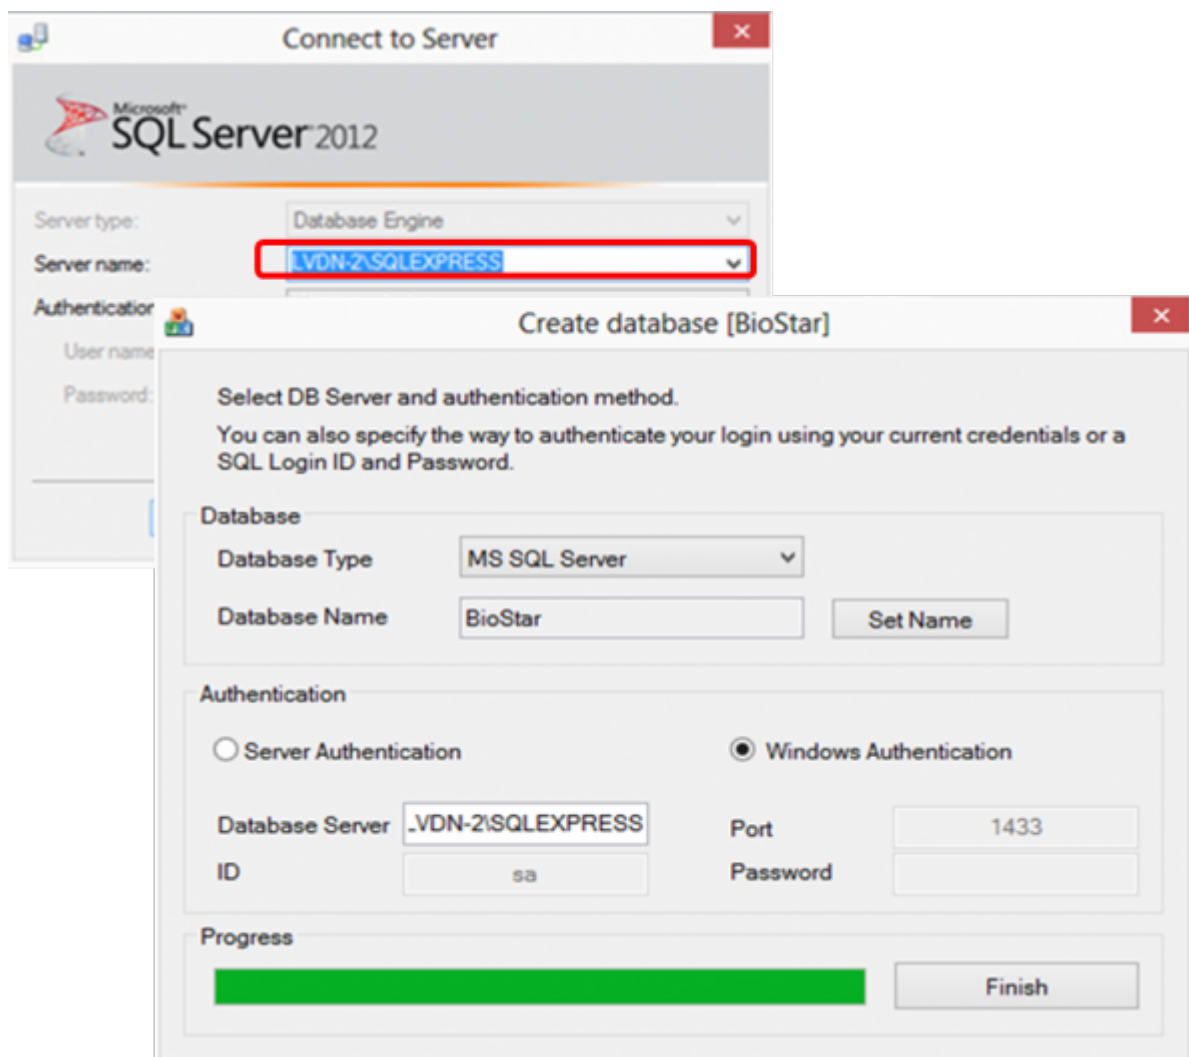 Connect to Server
Microsoft
SQL Server 2012
Server type:
Database Engine
Server name:
LVDN-2\SQLEXPRESS
Authentication
User name
Password:
Create database [BioStar]
Select DB Server and authentication method.
You can also specify the way to authenticate your login using your current credentials or a
SQL Login ID and Password.
Database
Database Type
MS SQL Server
Database Name
BioStar
Set Name
Authentication
Server Authentication
Windows Authentication
Database Server
LVDN-2\SQLEXPRESS
Port
1433
ID
sa
Password
Progress
Finish